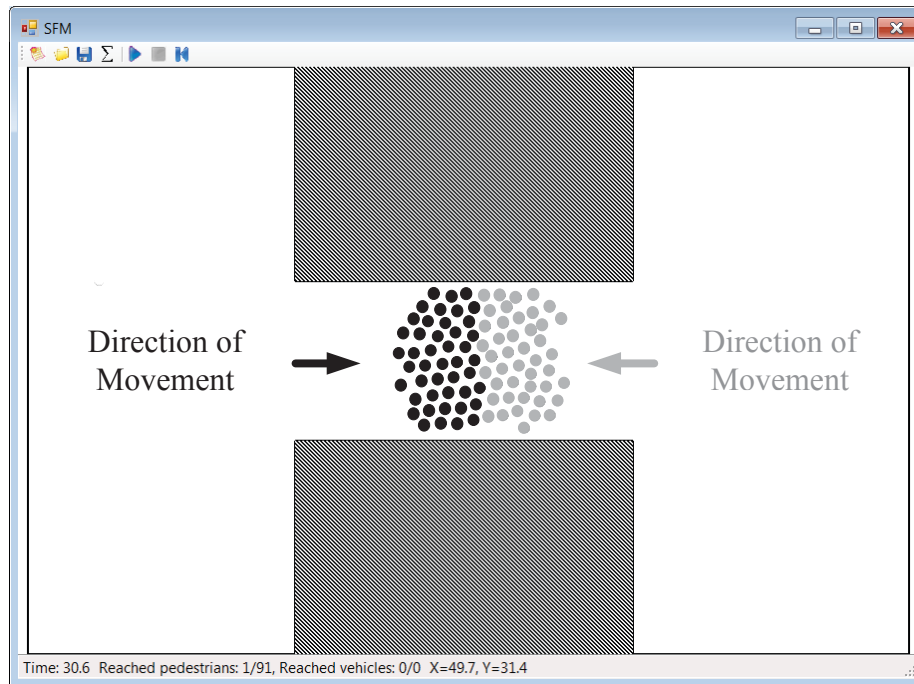 SFM
Σ
Direction of
Movement
Direction of
Movement
Time: 30.6 Reached pedestrians: 1/91, Reached vehicles: 0/0 X=49.7, Y=31.4